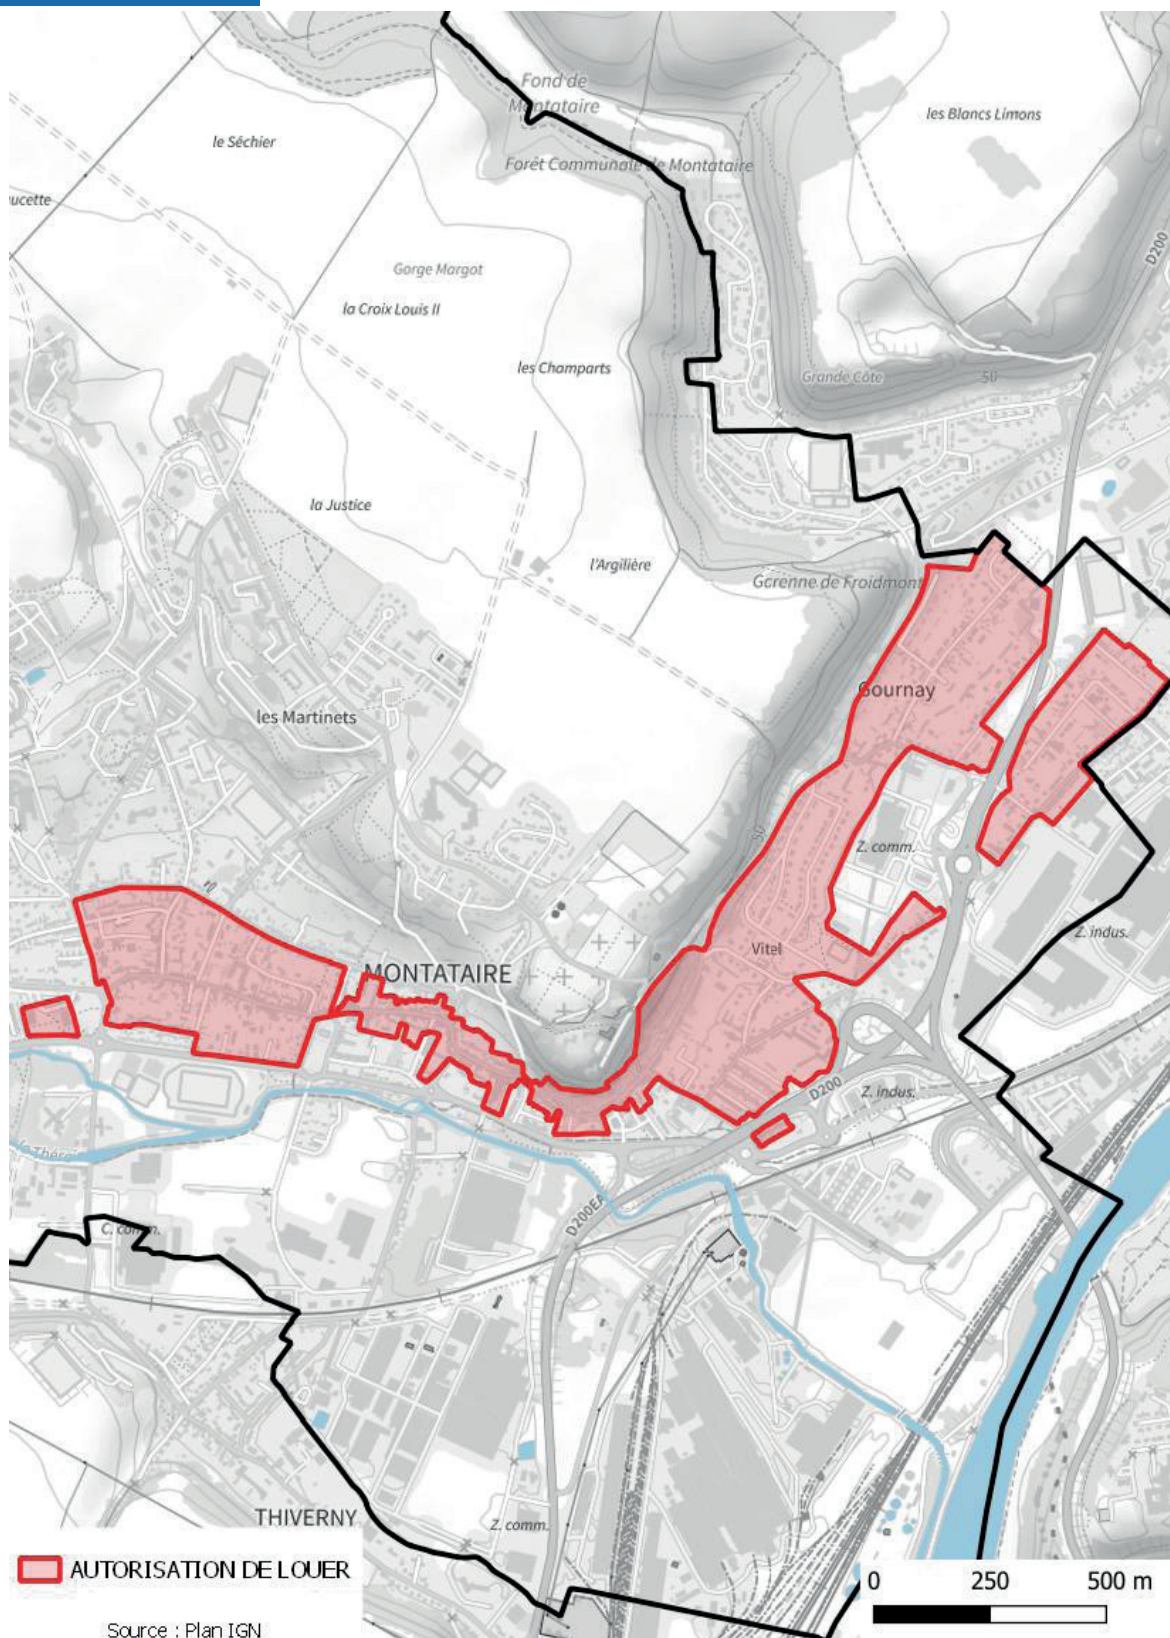 Fond de
Montataire
les Blancs Limons
le Séchier
Forêt Communale de Montataire
ucette
D200
Gorge Margot
la Croix Louis II
les Champarts
Grande Côte
50
la Justice
l'Argilière
Garenne de Froidmont
Gournay
les Martinets
50
Z. comm.
Z. indus.
Vitel
MONTATAIRE
D200
Z. indus.
D200EA
C. comm.
THIVERNY
Z. comm.
AUTORISATION DE LOUER
0 250 500 m
Source : Plan IGN